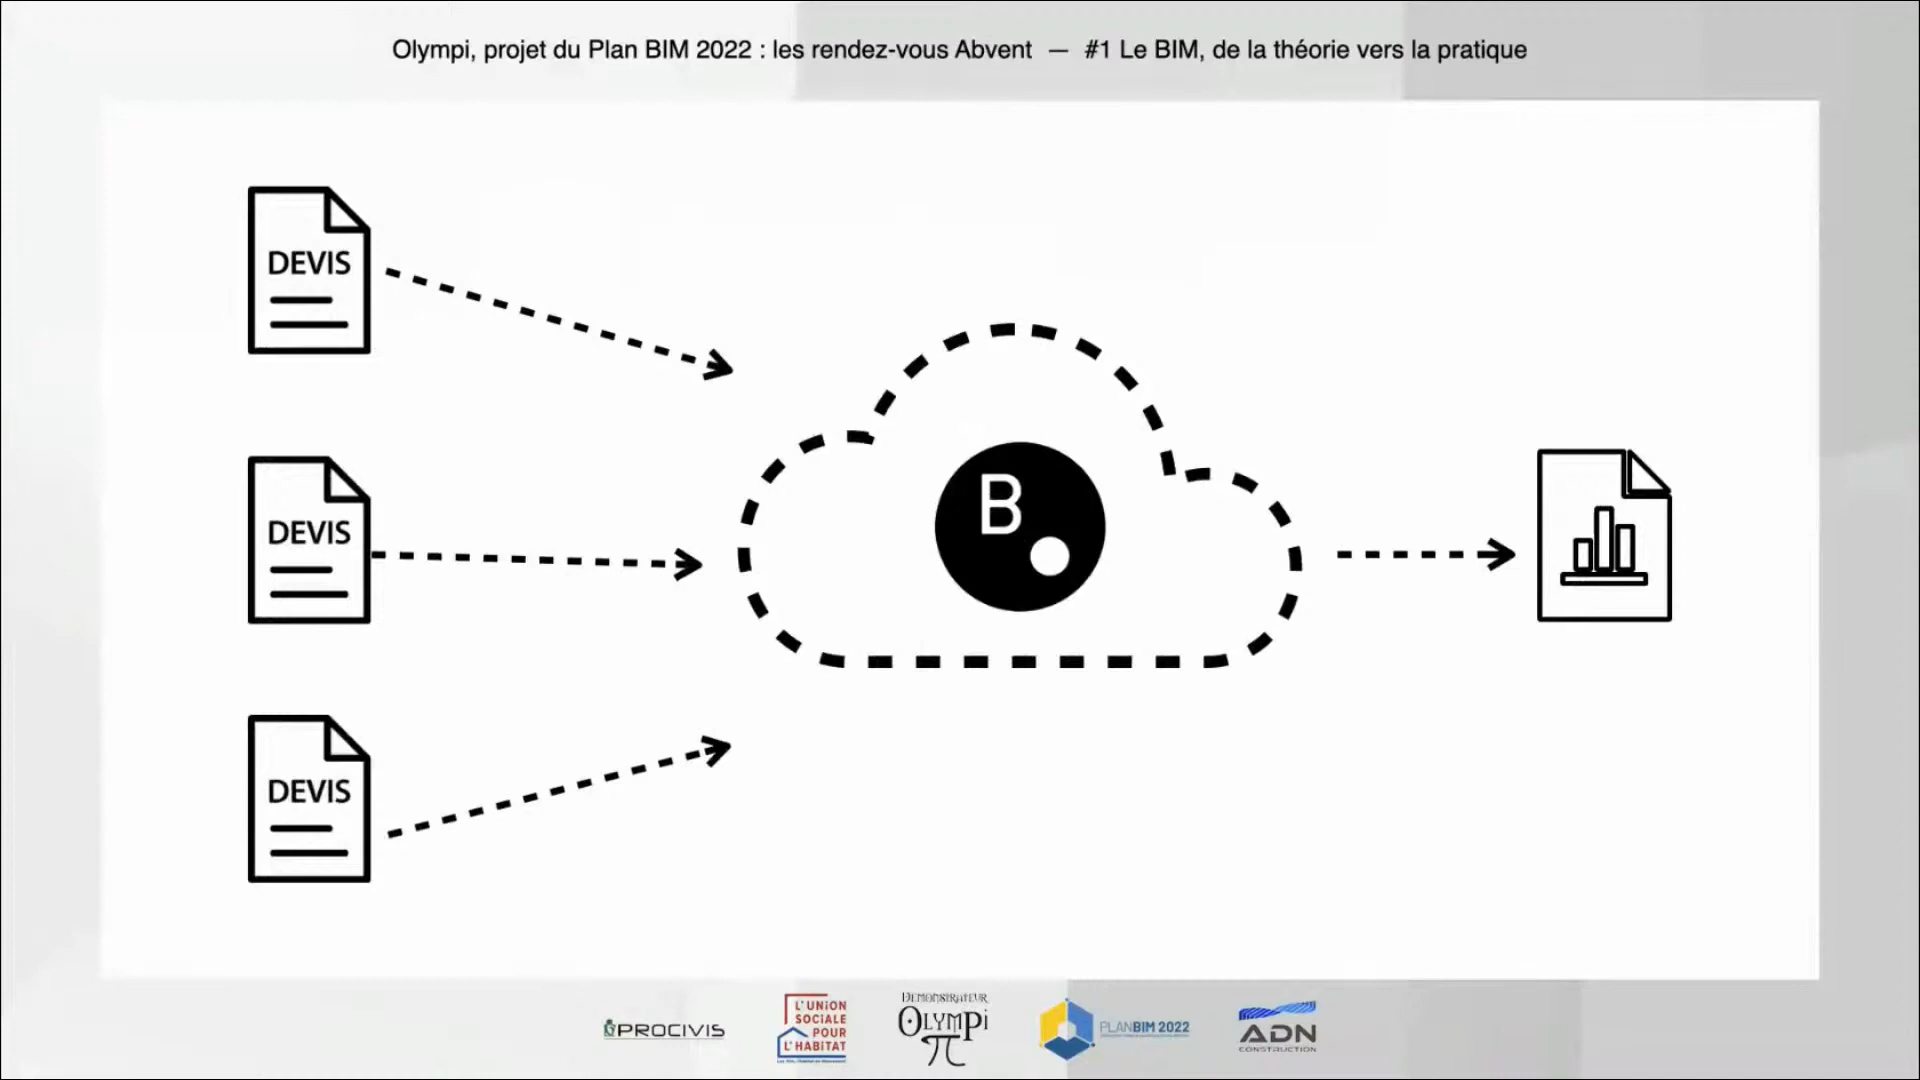 Olympi, projet du Plan BIM 2022 : les rendez-vous Abvent — #1 Le BIM, de la théorie vers la pratique
DEVIS
DEVIS
B
DEVIS
PROCIVIS
L'UNION
SOCIALE
POUR
L'HABITAT
DEMONSTRATEUR
OLYMPi
π
PLANBIM 2022
ADN
CONSTRUCTION